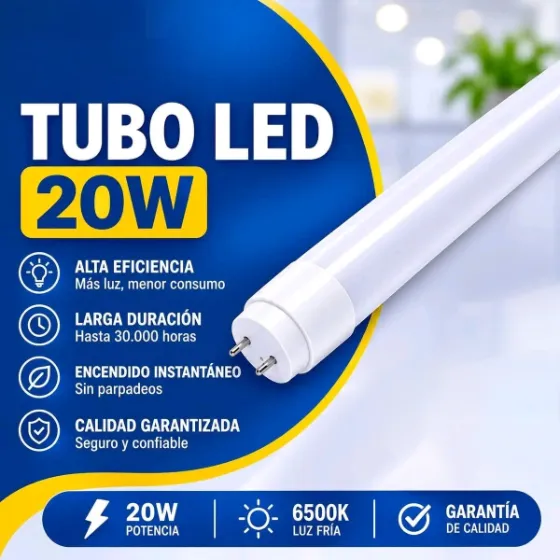 TUBO LED
20W
ALTA EFICIENCIA
Más luz, menor consumo
LARGA DURACIÓN
Hasta 30.000 horas
ENCENDIDO INSTANTÁNEO
Sin parpadeos
CALIDAD GARANTIZADA
Seguro y confiable
20W
POTENCIA
6500K
LUZ FRÍA
GARANTÍA
DE CALIDAD